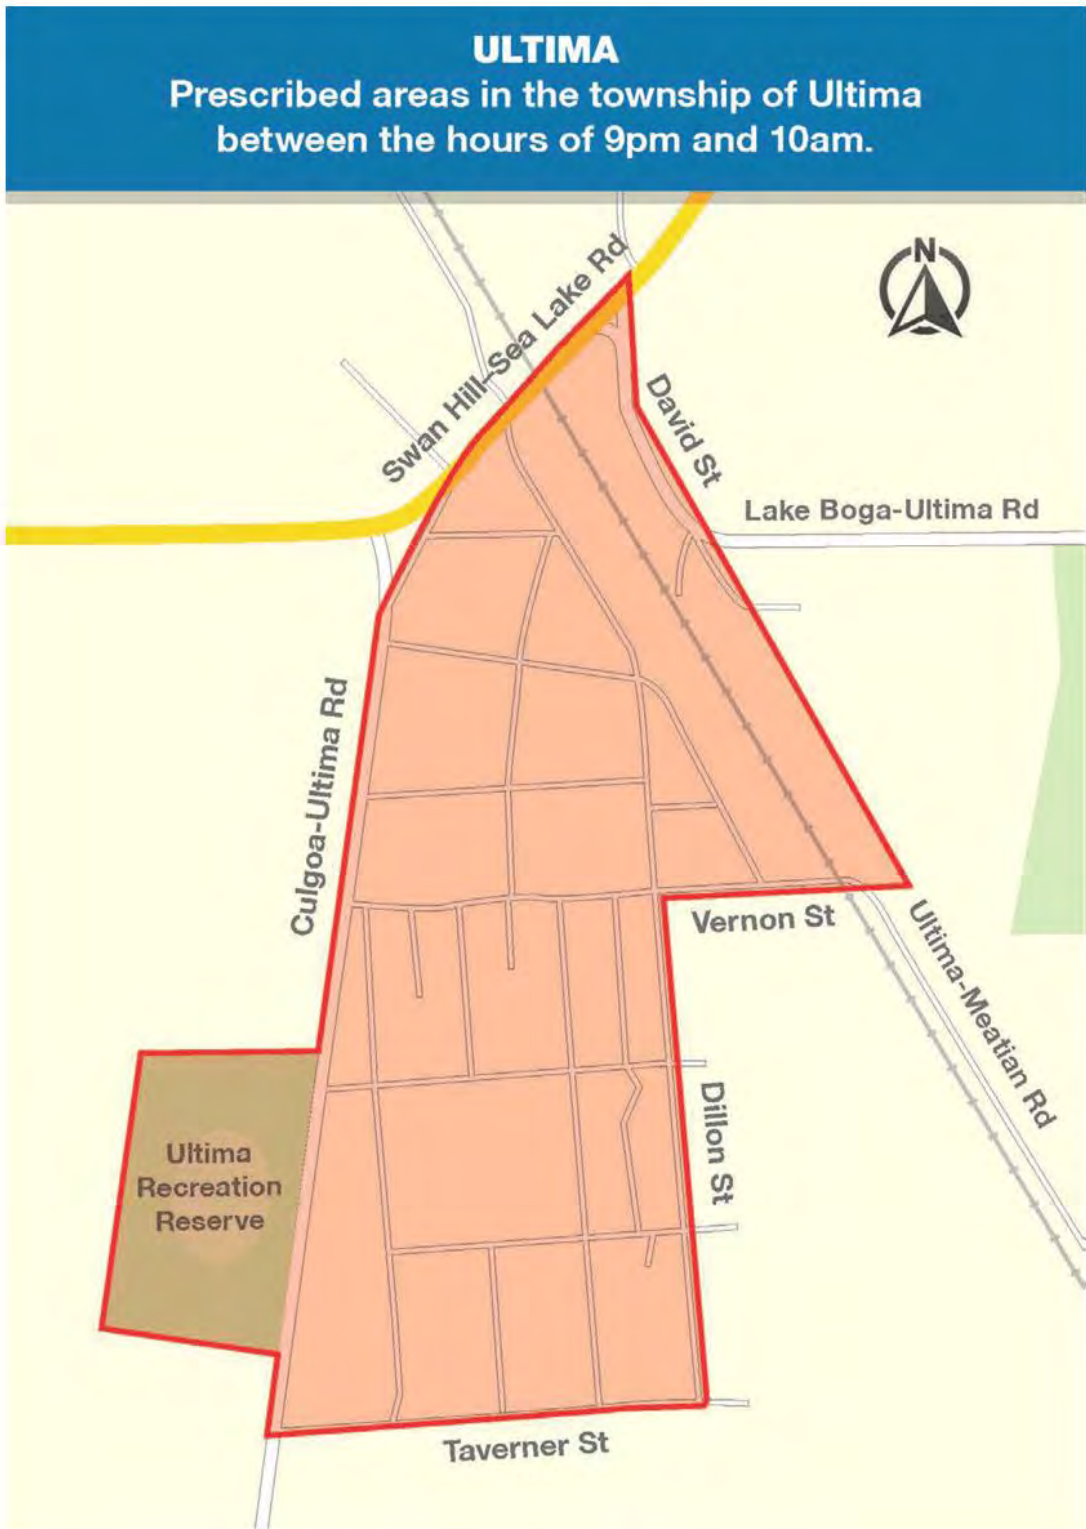 ULTIMA
Prescribed areas in the township of Ultima
between the hours of 9pm and 10am.
N
Swan Hill–Sea Lake Rd
David St
Lake Boga-Ultima Rd
Culgoa-Ultima Rd
Vernon St
Ultima-Meatian Rd
Dillon St
Ultima
Recreation
Reserve
Taverner St